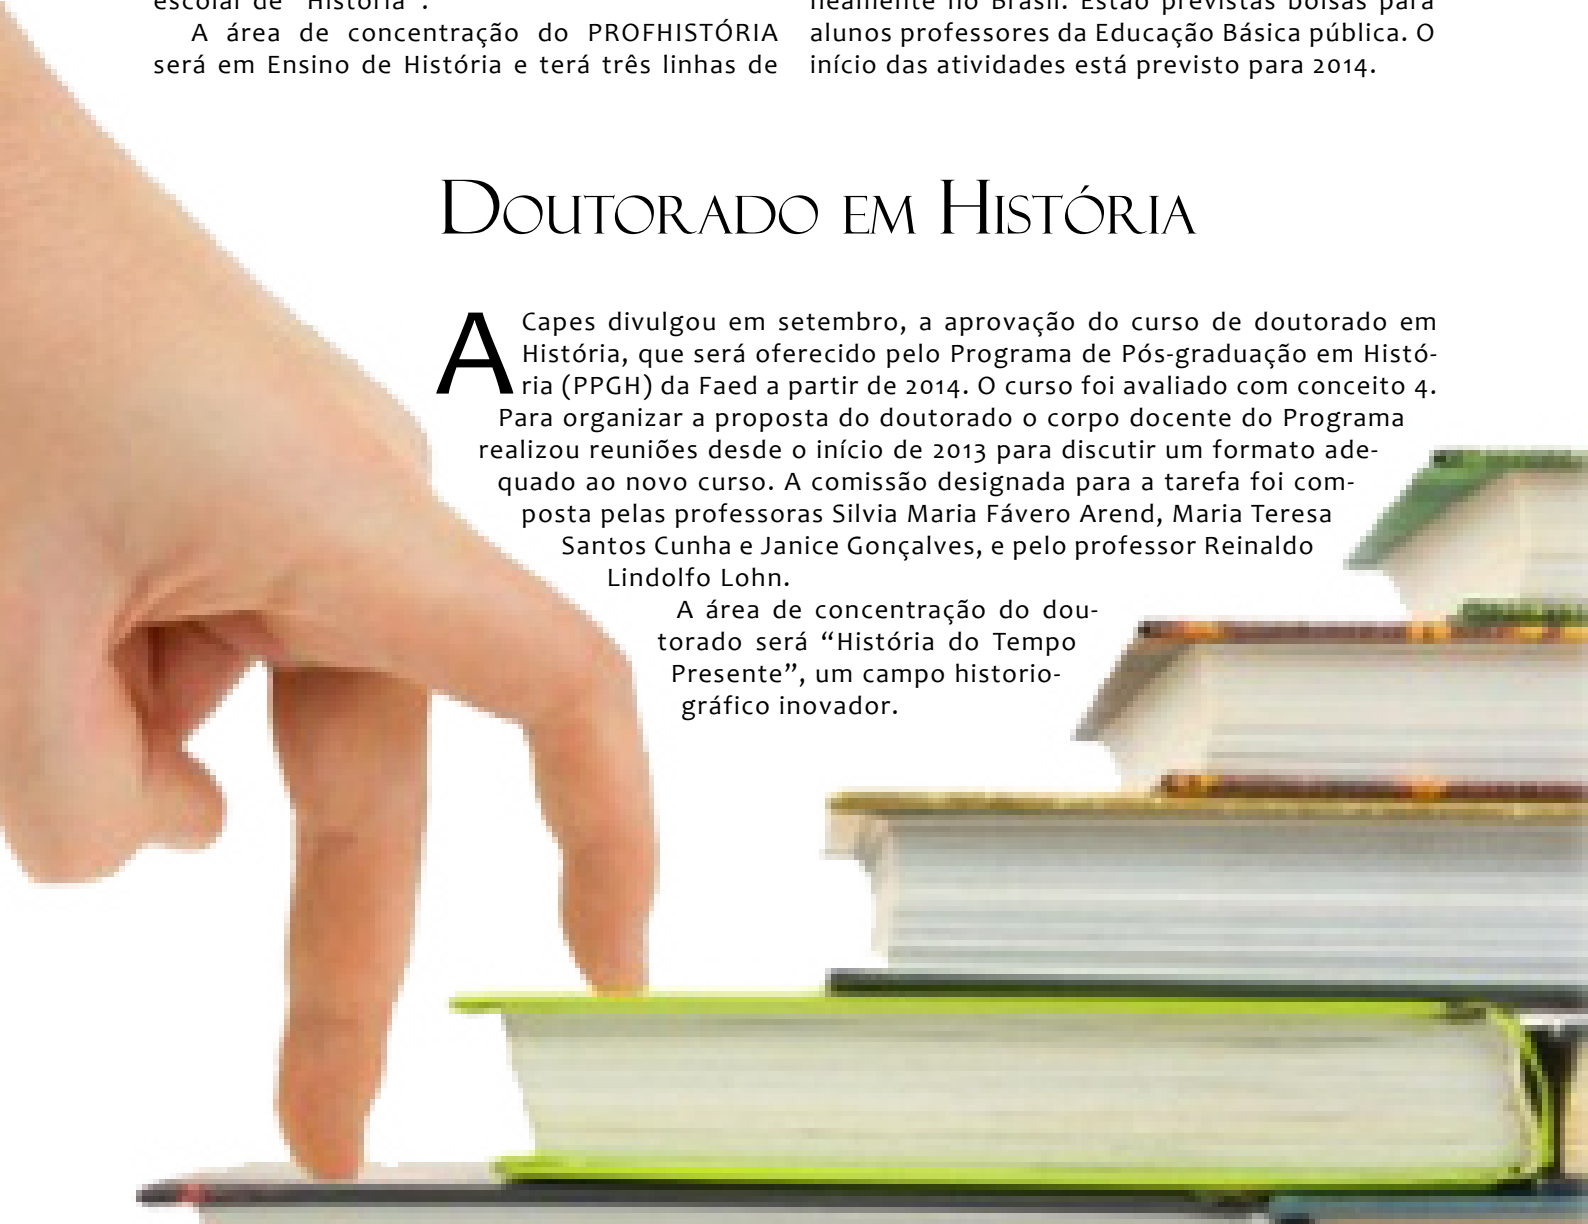 escolar de "História".
A área de concentração do PROFHISTÓRIA
será em Ensino de História e terá três linhas de
neamente no Brasil. Estão previstas bolsas para
alunos professores da Educação Básica pública. O
início das atividades está previsto para 2014.
Doutorado em História
A Capes divulgou em setembro, a aprovação do curso de doutorado em
História, que será oferecido pelo Programa de Pós-graduação em Histó-
ria (PPGH) da Faed a partir de 2014. O curso foi avaliado com conceito 4.
Para organizar a proposta do doutorado o corpo docente do Programa
realizou reuniões desde o início de 2013 para discutir um formato ade-
quado ao novo curso. A comissão designada para a tarefa foi com-
posta pelas professoras Silvia Maria Fávero Arend, Maria Teresa
Santos Cunha e Janice Gonçalves, e pelo professor Reinaldo
Lindolfo Lohn.
A área de concentração do dou-
torado será “História do Tempo
Presente”, um campo historio-
gráfico inovador.